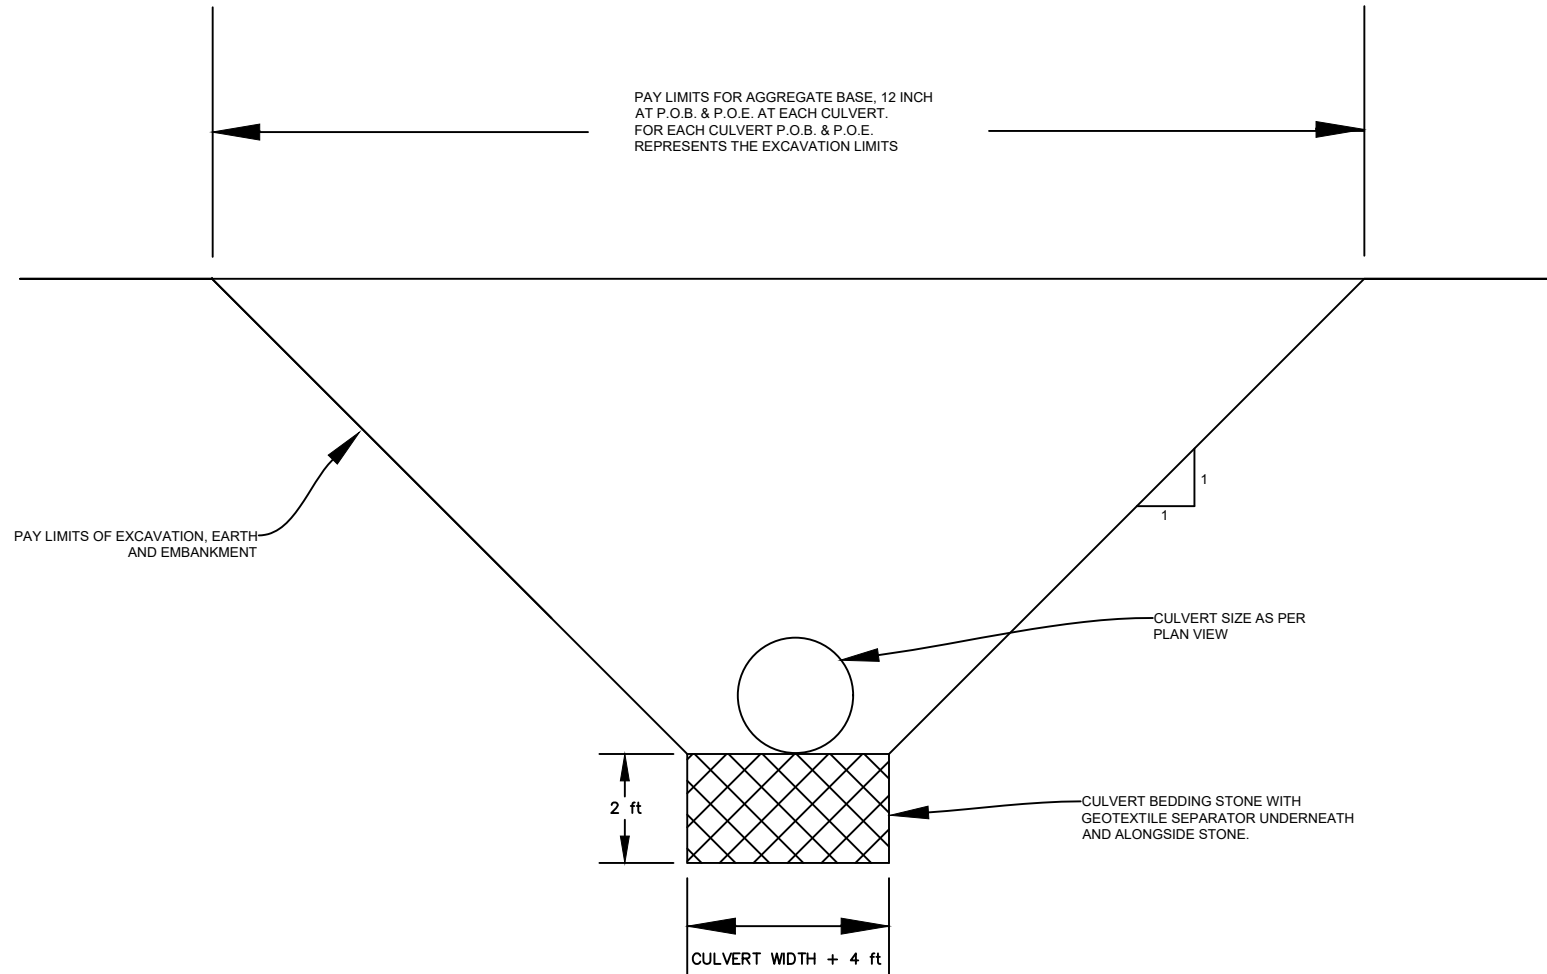 PAY LIMITS FOR AGGREGATE BASE, 12 INCH
AT P.O.B. & P.O.E. AT EACH CULVERT.
FOR EACH CULVERT P.O.B. & P.O.E.
REPRESENTS THE EXCAVATION LIMITS
1
1
PAY LIMITS OF EXCAVATION, EARTH
AND EMBANKMENT
CULVERT SIZE AS PER
PLAN VIEW
2 ft
CULVERT BEDDING STONE WITH
GEOTEXTILE SEPARATOR UNDERNEATH
AND ALONGSIDE STONE.
CULVERT WIDTH + 4 ft